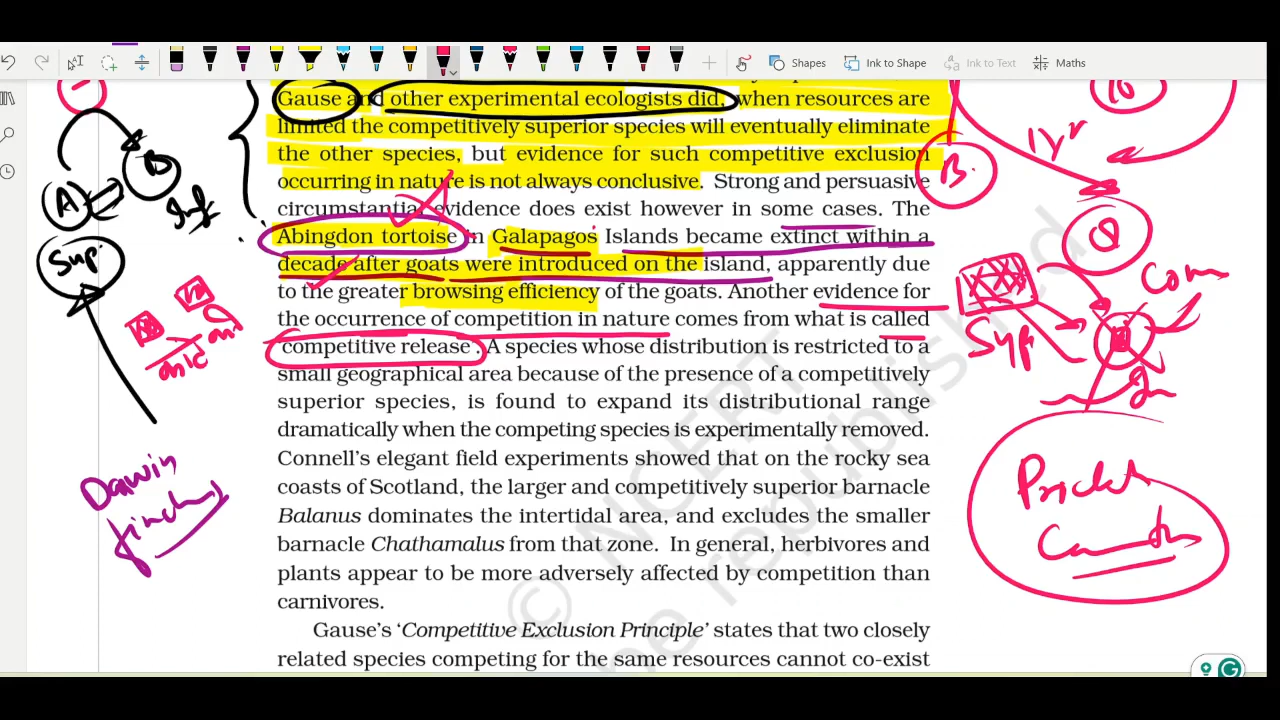 Shapes
Ink to Shape
Ink to Text
Maths
Gause and other experimental ecologists did, when resources are
limited the competitively superior species will eventually eliminate
the other species, but evidence for such competitive exclusion
occurring in nature is not always conclusive. Strong and persuasive
circumstantial evidence does exist however in some cases. The
Abingdon tortoise in Galapagos Islands became extinct within a
decade after goats were introduced on the island, apparently due
to the greater browsing efficiency of the goats. Another evidence for
the occurrence of competition in nature comes from what is called
'competitive release'. A species whose distribution is restricted to a
small geographical area because of the presence of a competitively
superior species, is found to expand its distributional range
dramatically when the competing species is experimentally removed.
Connell's elegant field experiments showed that on the rocky sea
coasts of Scotland, the larger and competitively superior barnacle
Balanus dominates the intertidal area, and excludes the smaller
barnacle Chathamalus from that zone. In general, herbivores and
plants appear to be more adversely affected by competition than
carnivores.
Gause's 'Competitive Exclusion Principle' states that two closely
related species competing for the same resources cannot co-exist
A
B
Inf
Sup
Darwin
finches
10
1yr
B
Sup
Com
© NCERT
be republished